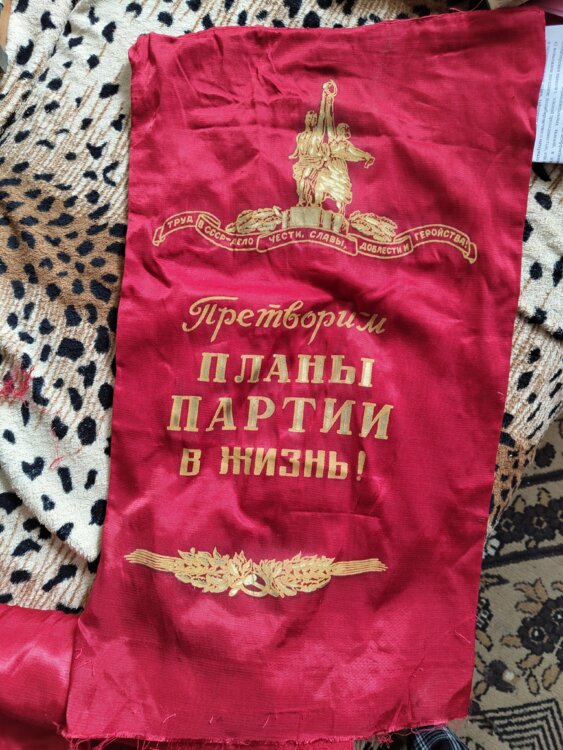 ТРУД В СССР-ДЕЛО ЧЕСТИ, СЛАВЫ, ДОБЛЕСТИ И ГЕРОЙСТВА!
Претворим
ПЛАНЫ
ПАРТИИ
В ЖИЗНЬ!